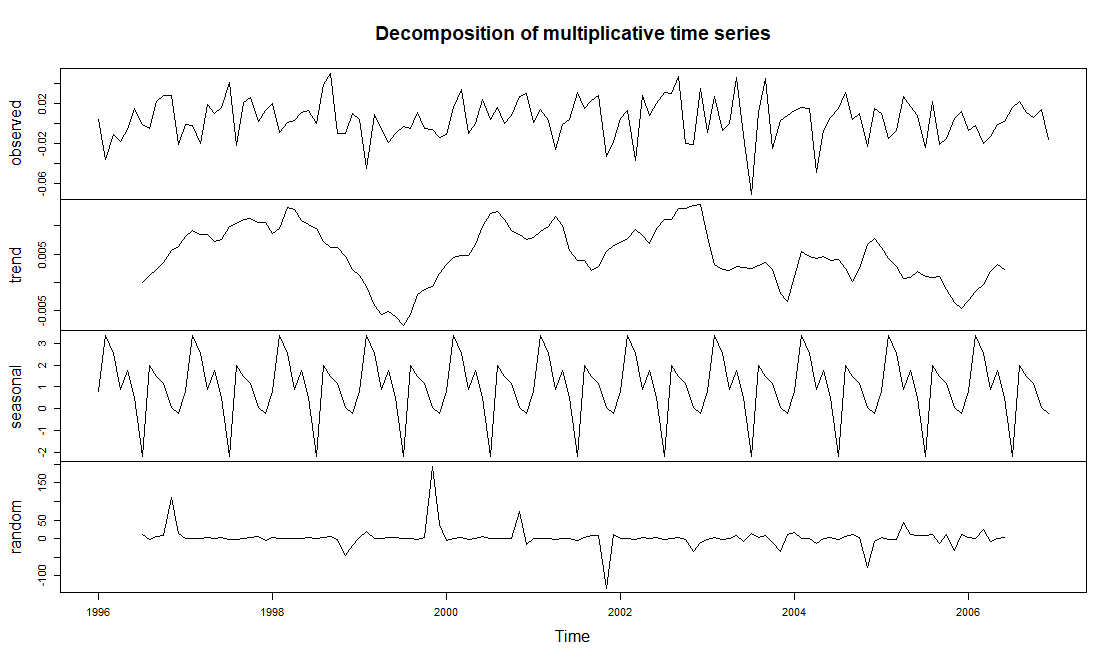 Decomposition of multiplicative time series
observed
0.02
-0.02
-0.06
trend
0.005
-0.005
seasonal
3
2
1
0
-1
-2
random
150
50
0
-100
1996 1998 2000 2002 2004 2006
Time